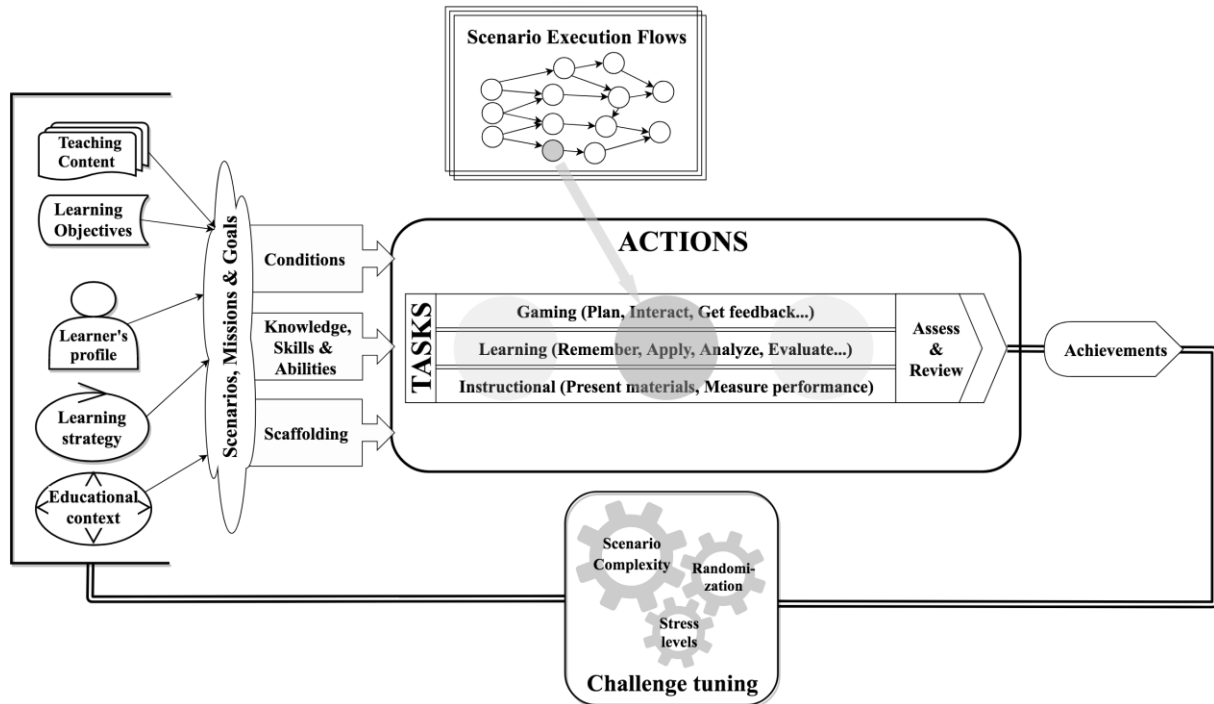 Scenario Execution Flows
Teaching
Content
Learning
Objectives
Learner's
profile
Learning
strategy
Educational
context
Scenarios, Missions & Goals
Conditions
Knowledge,
Skills &
Abilities
Scaffolding
ACTIONS
TASKS
Gaming (Plan, Interact, Get feedback...)
Learning (Remember, Apply, Analyze, Evaluate...)
Instructional (Present materials, Measure performance)
Assess
&
Review
Achievements
Scenario
Complexity
Randomi-
zation
Stress
levels
Challenge tuning